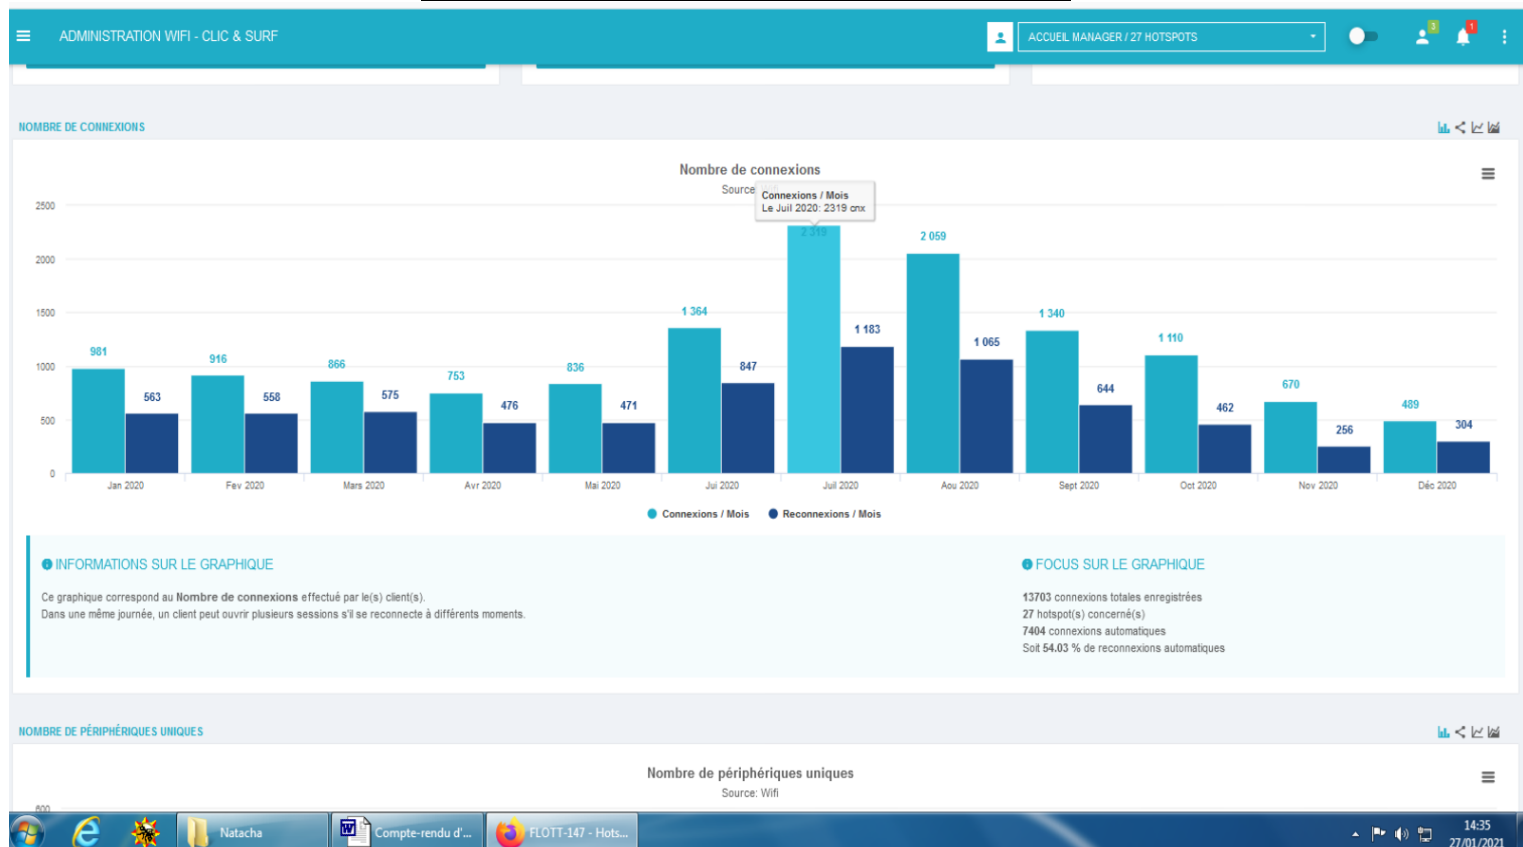 ADMINISTRATION WIFI - CLIC & SURF
ACCUEIL MANAGER / 27 HOTSPOTS
3
1
NOMBRE DE CONNEXIONS
Nombre de connexions
Source:
Connexions / Mois
Le Juil 2020: 2319 cnx
2500
2000
1500
1000
500
0
981
563
916
558
866
575
753
476
836
471
1 364
847
2 319
1 183
2 059
1 065
1 340
644
1 110
462
670
256
489
304
Jan 2020
Fev 2020
Mars 2020
Avr 2020
Mai 2020
Jui 2020
Juil 2020
Aou 2020
Sept 2020
Oct 2020
Nov 2020
Déc 2020
Connexions / Mois
Reconnexions / Mois
INFORMATIONS SUR LE GRAPHIQUE
Ce graphique correspond au Nombre de connexions effectué par le(s) client(s).
Dans une même journée, un client peut ouvrir plusieurs sessions s'il se reconnecte à différents moments.
FOCUS SUR LE GRAPHIQUE
13703 connexions totales enregistrées
27 hotspot(s) concerné(s)
7404 connexions automatiques
Soit 54.03 % de reconnexions automatiques
NOMBRE DE PÉRIPHÉRIQUES UNIQUES
Nombre de périphériques uniques
Source: Wifi
800
Natacha
Compte-rendu d'...
FLOTT-147 - Hots...
14:35
27/01/2021